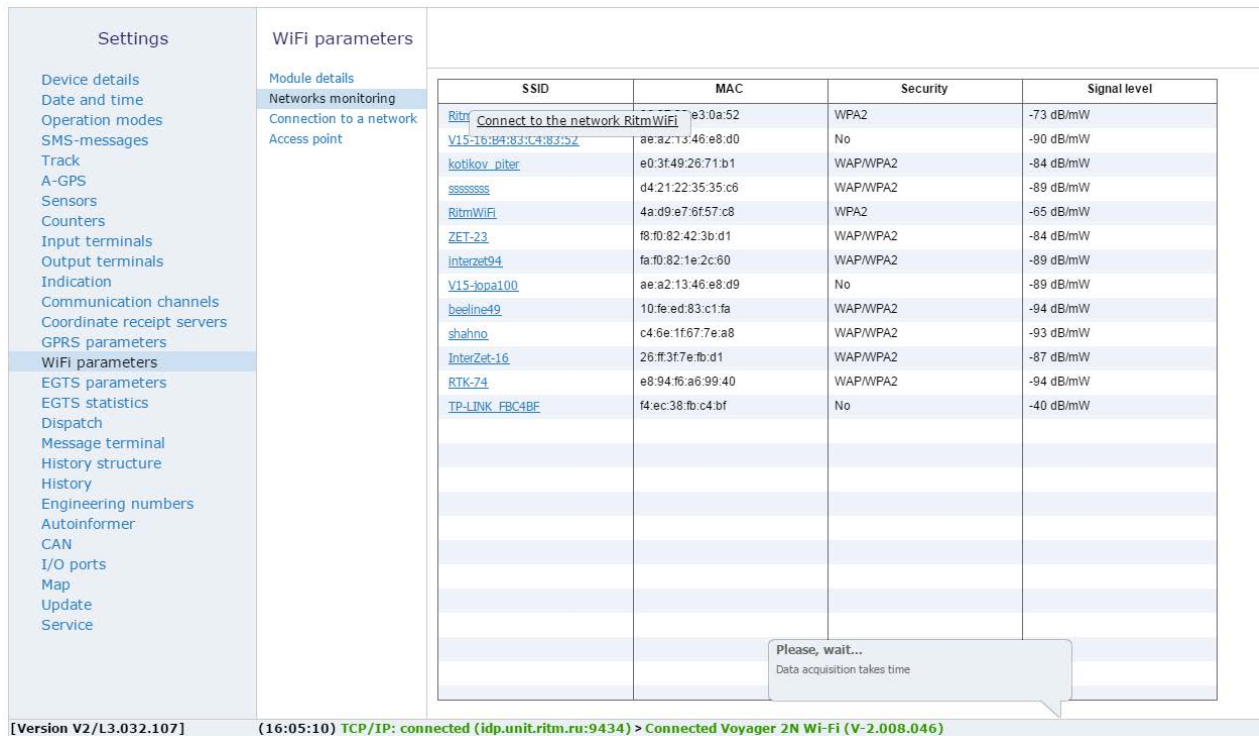 Settings
Device details
Date and time
Operation modes
SMS-messages
Track
A-GPS
Sensors
Counters
Input terminals
Output terminals
Indication
Communication channels
Coordinate receipt servers
GPRS parameters
WiFi parameters
EGTS parameters
EGTS statistics
Dispatch
Message terminal
History structure
History
Engineering numbers
Autoinformer
CAN
I/O ports
Map
Update
Service
WiFi parameters
Module details
Networks monitoring
Connection to a network
Access point
SSID MAC Security Signal level
e3:0a:52 WPA2 -73 dB/mW
Connect to the network RitmWiFi
V15-16:B4:83:C4:83:52 ae:a2:13:46:e8:d0 No -90 dB/mW
kotikov_piter e0:3f:49:26:71:b1 WAP/WPA2 -84 dB/mW
ssssssss d4:21:22:35:35:c6 WAP/WPA2 -89 dB/mW
RitmWiFi 4a:d9:e7:6f:57:c8 WPA2 -65 dB/mW
ZET-23 f8:f0:82:42:3b:d1 WAP/WPA2 -84 dB/mW
interzet94 fa:f0:82:1e:2c:60 WAP/WPA2 -89 dB/mW
V15-jopa100 ae:a2:13:46:e8:d9 No -89 dB/mW
beeline49 10:fe:ed:83:c1:fa WAP/WPA2 -94 dB/mW
shahno c4:6e:1f:67:7e:a8 WAP/WPA2 -93 dB/mW
InterZet-16 26:ff:3f:7e:fb:d1 WAP/WPA2 -87 dB/mW
RTK-74 e8:94:f6:a6:99:40 WAP/WPA2 -94 dB/mW
TP-LINK_FBC4BF f4:ec:38:fb:c4:bf No -40 dB/mW
Please, wait...
Data acquisition takes time
[Version V2/L3.032.107] (16:05:10) TCP/IP: connected (idp.unit.ritm.ru:9434) > Connected Voyager 2N Wi-Fi (V-2.008.046)